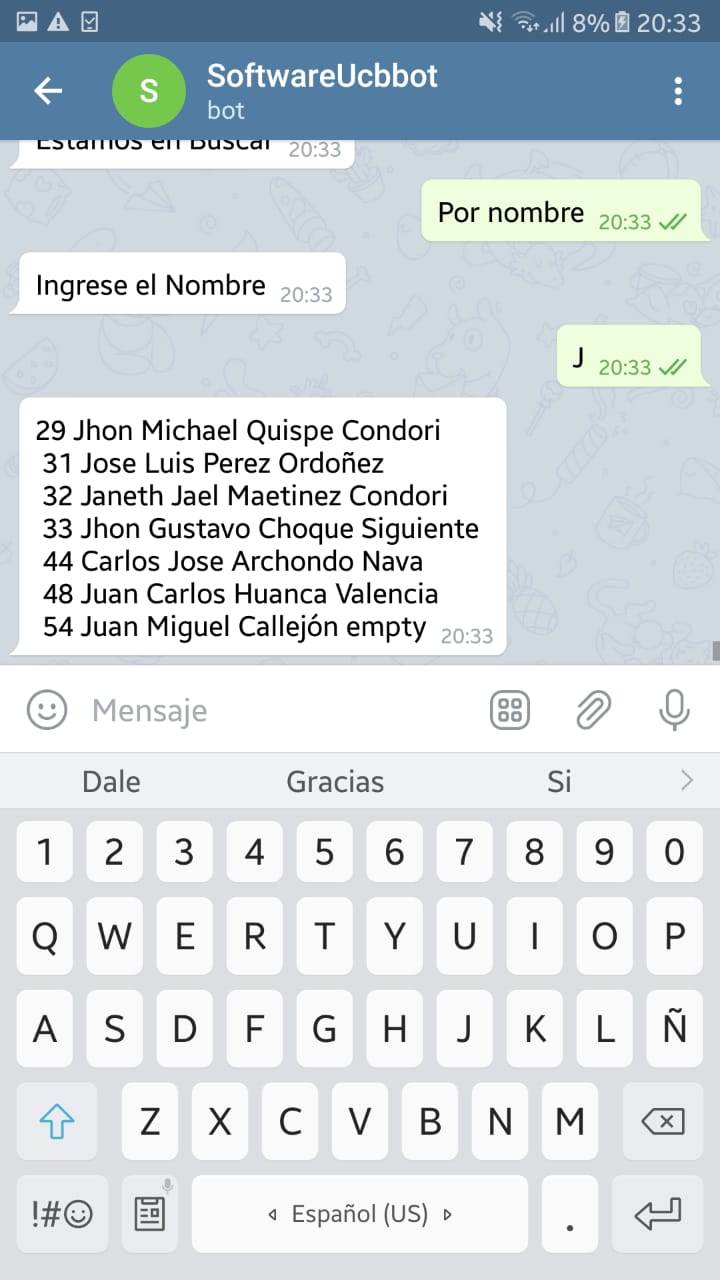 8% 20:33
S
SoftwareUcbbot
bot
Estamos en Buscar 20:33
Por nombre 20:33
Ingrese el Nombre 20:33
J 20:33
29 Jhon Michael Quispe Condori
31 Jose Luis Perez Ordoñez
32 Janeth Jael Maetinez Condori
33 Jhon Gustavo Choque Siguiente
44 Carlos Jose Archondo Nava
48 Juan Carlos Huanca Valencia
54 Juan Miguel Callejón empty 20:33
Mensaje
Dale Gracias Si
1 2 3 4 5 6 7 8 9 0
Q W E R T Y U I O P
A S D F G H J K L Ñ
Z X C V B N M
!#☺ Español (US) .